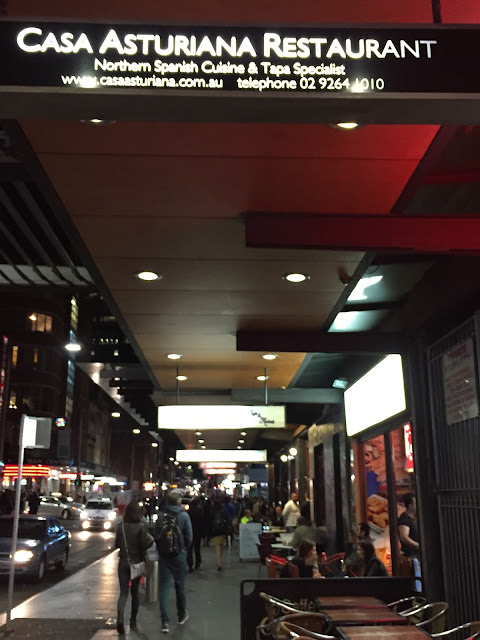 CASA ASTURIANA RESTAURANT
Northern Spanish Cuisine & Tapa Specialist
www.casaasturiana.com.au telephone 02 9264 1010